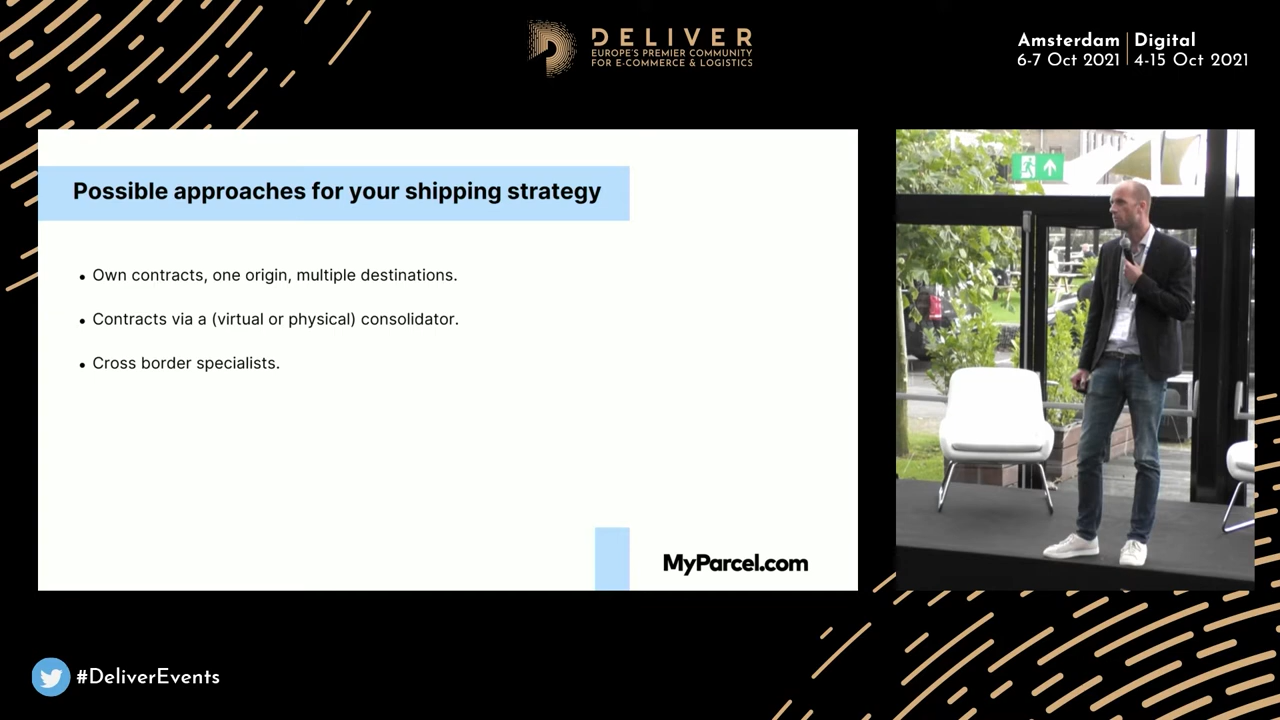 DELIVER
EUROPE'S PREMIER COMMUNITY
FOR E-COMMERCE & LOGISTICS
Amsterdam | Digital
6-7 Oct 2021 | 4-15 Oct 2021
Possible approaches for your shipping strategy
• Own contracts, one origin, multiple destinations.
• Contracts via a (virtual or physical) consolidator.
• Cross border specialists.
MyParcel.com
#DeliverEvents